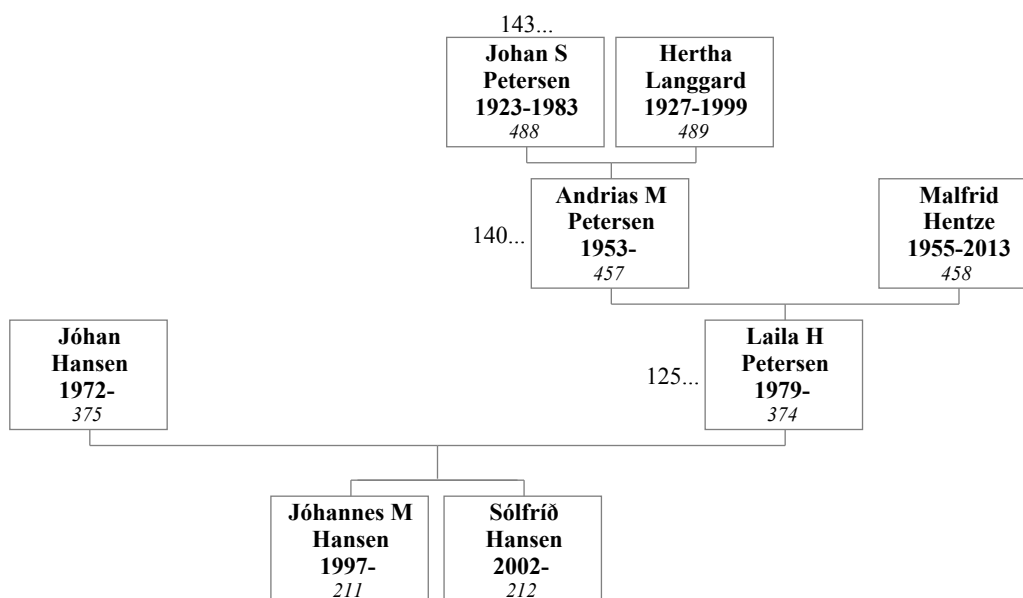 143...
Johan S
Petersen
1923-1983
488
Hertha
Langgard
1927-1999
489
140...
Andrias M
Petersen
1953-
457
Malfrid
Hentze
1955-2013
458
Jóhan
Hansen
1972-
375
125...
Laila H
Petersen
1979-
374
Jóhannes M
Hansen
1997-
211
Sólfríð
Hansen
2002-
212